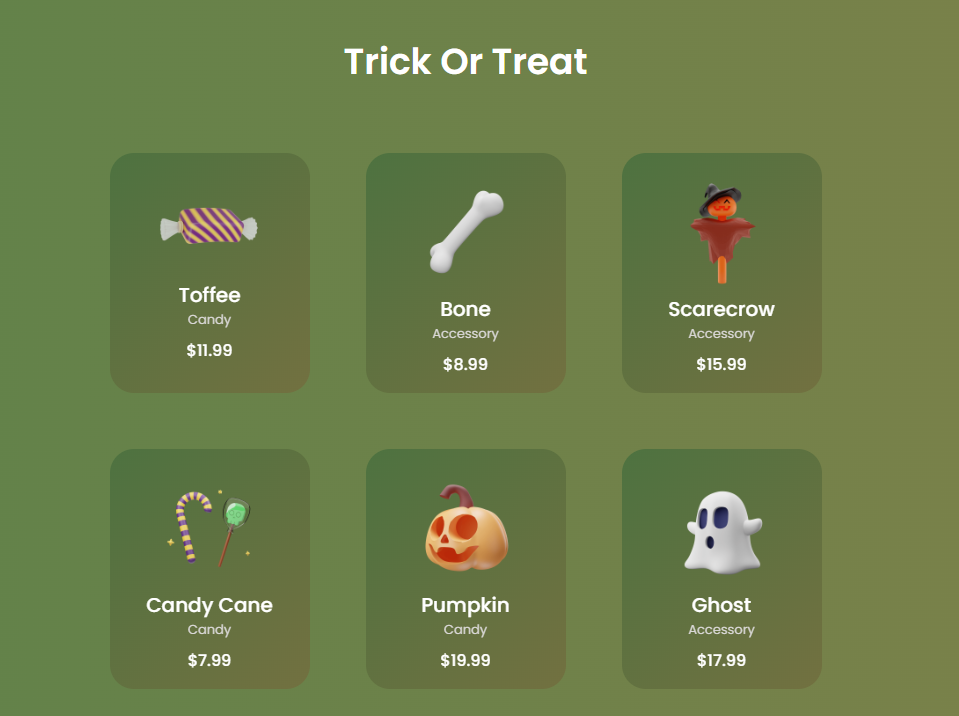 Trick Or Treat
Toffee
Candy
$11.99
Bone
Accessory
$8.99
Scarecrow
Accessory
$15.99
Candy Cane
Candy
$7.99
Pumpkin
Candy
$19.99
Ghost
Accessory
$17.99